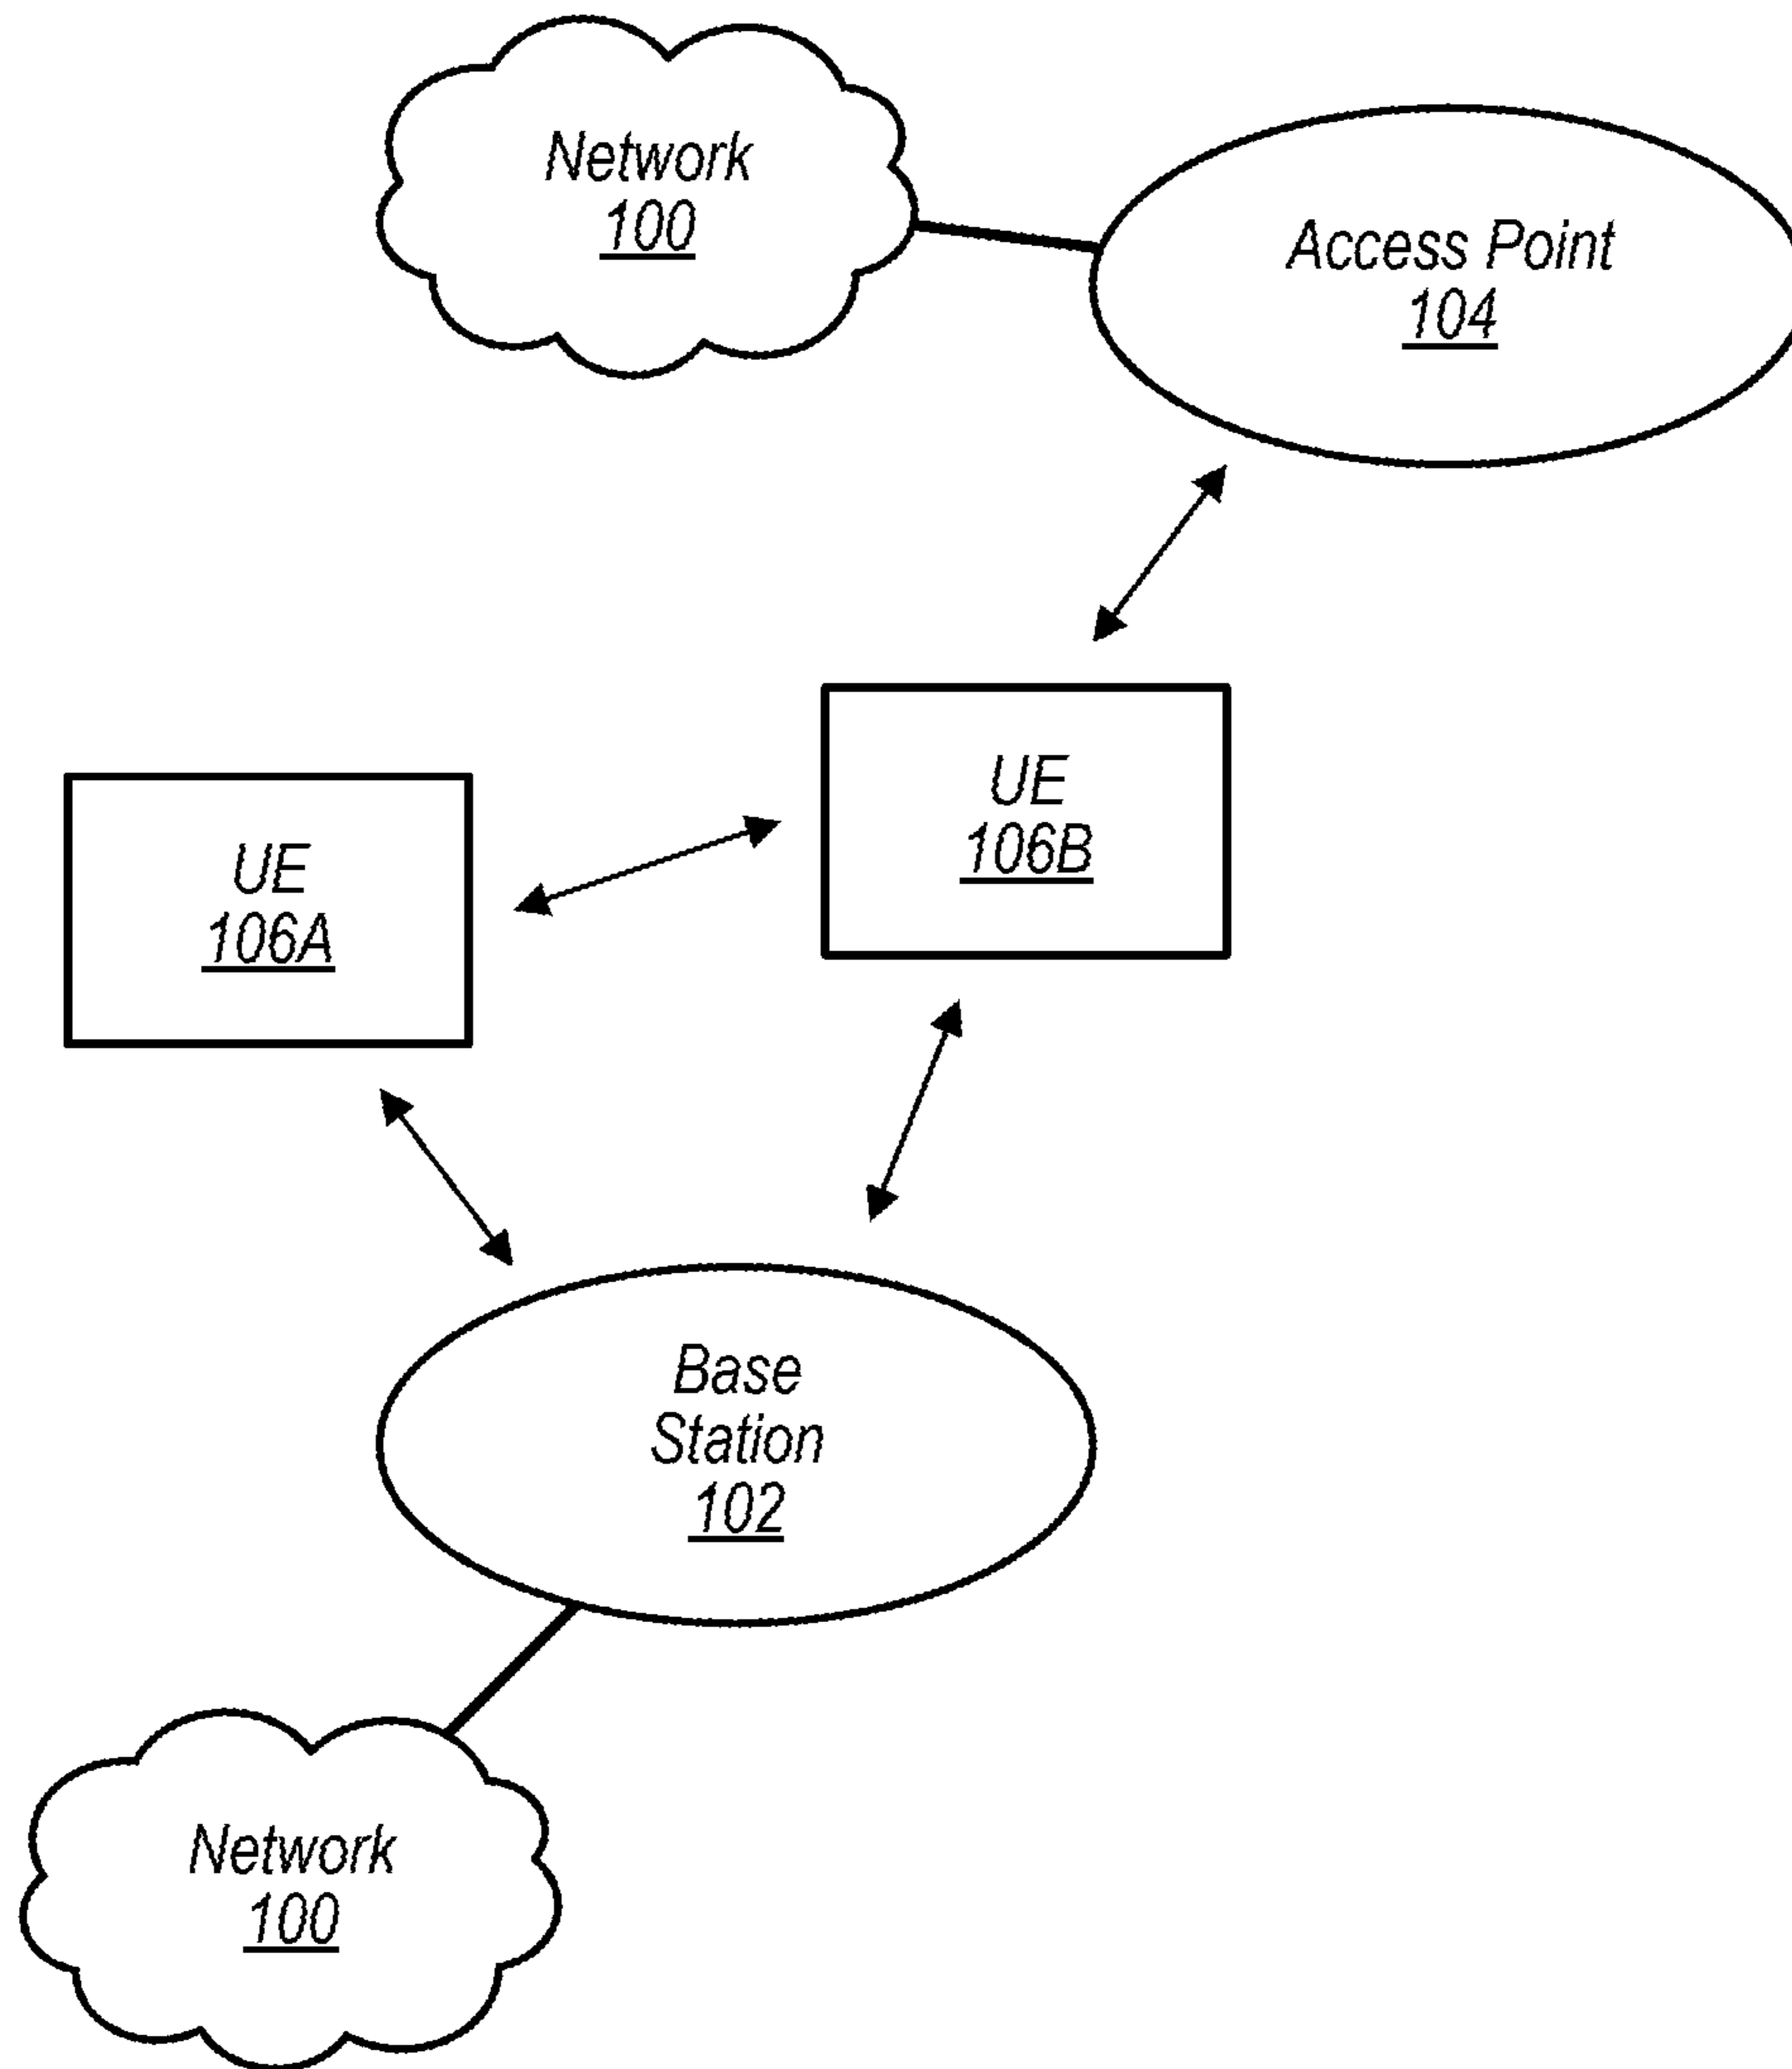 Network
100
Access Point
104
UE
106B
UE
106A
Base
Station
102
Network
100